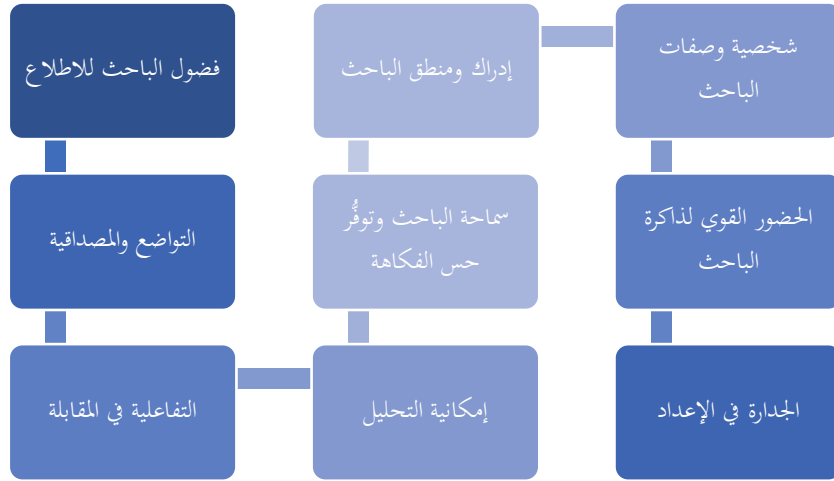 فضول الباحث للاطلاع
التواضع والمصداقية
التفاعلية في المقابلة
إمكانية التحليل
سماحة الباحث وتوفُّر
حس الفكاهة
إدراك ومنطق الباحث
شخصية وصفات
الباحث
الحضور القوي لذاكرة
الباحث
الجدارة في الإعداد